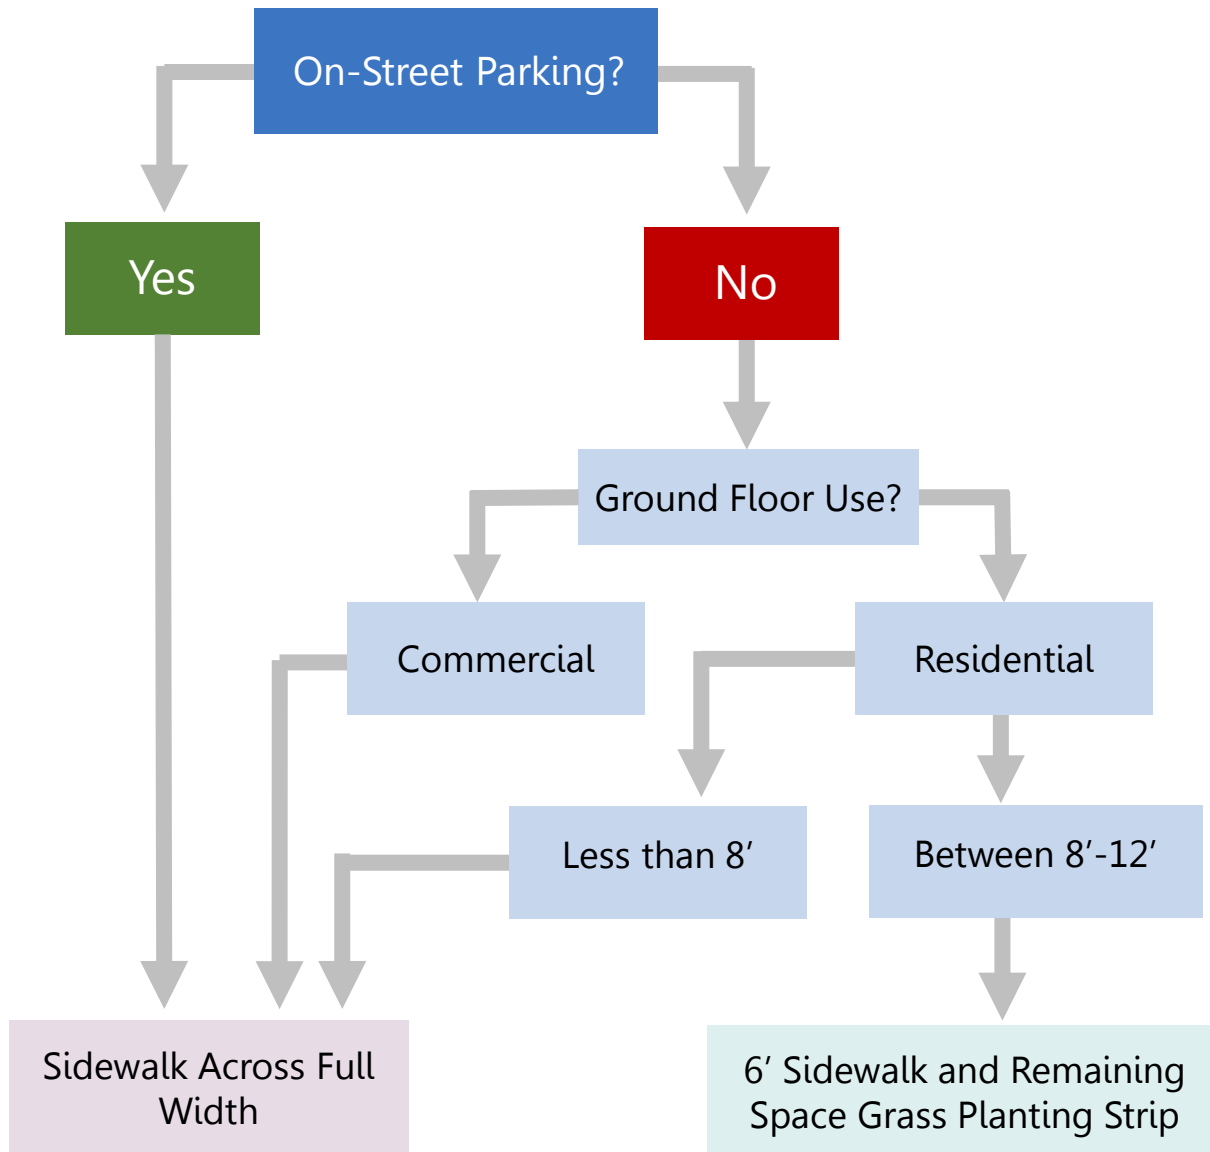 On-Street Parking?
Yes
No
Ground Floor Use?
Commercial
Residential
Less than 8′
Between 8′-12′
Sidewalk Across Full
Width
6′ Sidewalk and Remaining
Space Grass Planting Strip